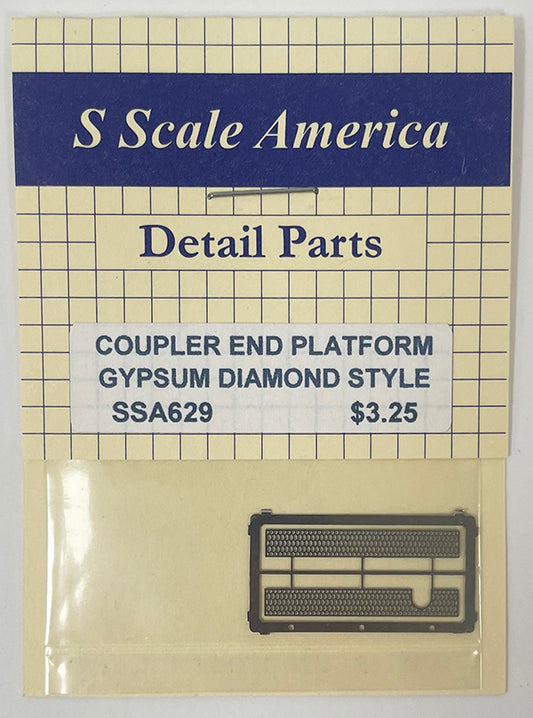 S Scale America
Detail Parts
COUPLER END PLATFORM
GYPSUM DIAMOND STYLE
SSA629 $3.25